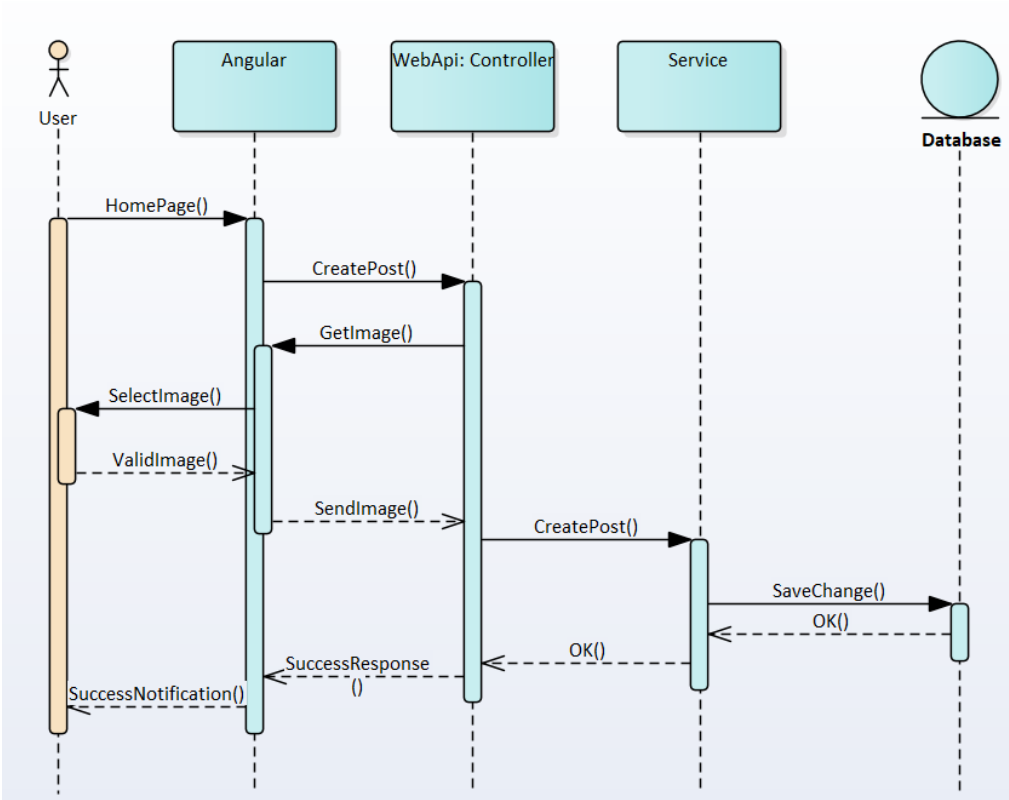 Angular
WebApi: Controller
Service
User
Database
HomePage()
CreatePost()
GetImage()
SelectImage()
ValidImage()
SendImage()
CreatePost()
SaveChange()
OK()
OK()
SuccessResponse
()
SuccessNotification()